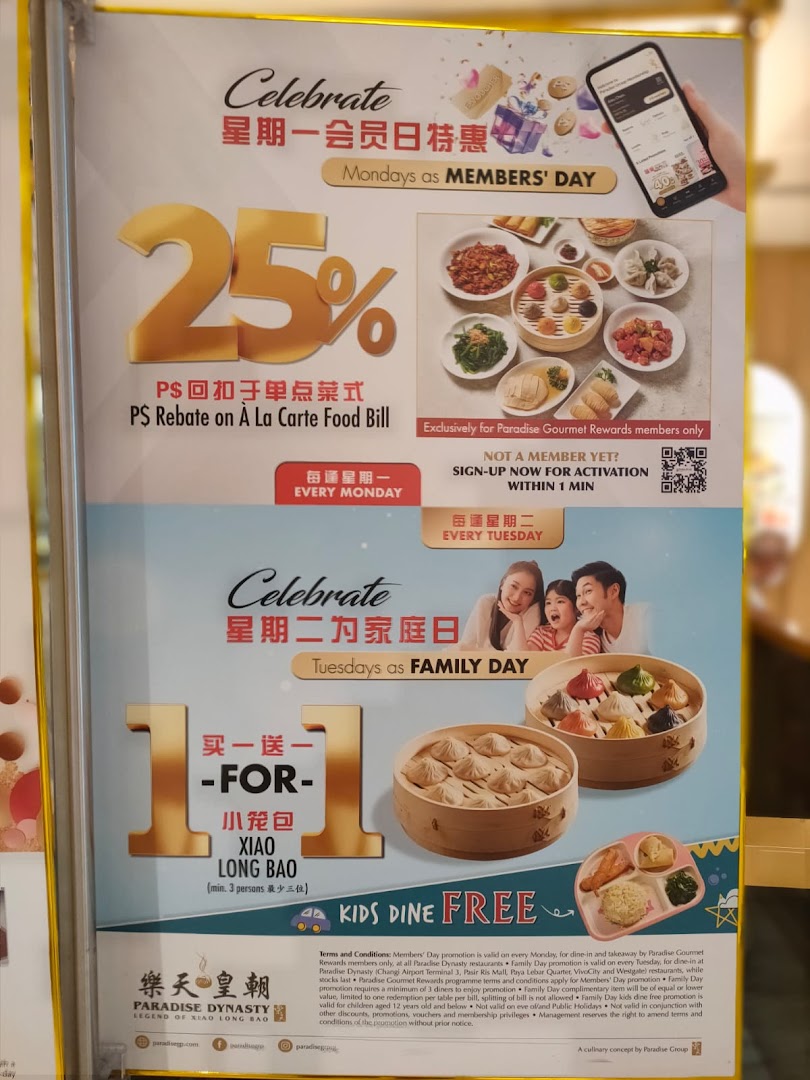 Celebrate
星期一会员日特惠
Mondays as MEMBERS' DAY
25%
P$回扣于单点菜式
P$ Rebate on À La Carte Food Bill
Exclusively for Paradise Gourmet Rewards members only
NOT A MEMBER YET?
SIGN-UP NOW FOR ACTIVATION
WITHIN 1 MIN
每逢星期一
EVERY MONDAY
每逢星期二
EVERY TUESDAY
Celebrate
星期二为家庭日
Tuesdays as FAMILY DAY
1 买一送一 1
-FOR-
小笼包
XIAO
LONG BAO
(min. 3 persons 最少三位)
KIDS DINE FREE
樂天皇朝
PARADISE DYNASTY
LEGEND OF XIAO LONG BAO
Terms and Conditions: Members' Day promotion is valid on every Monday, for dine-in and takeaway by Paradise Gourmet
Rewards members only, at all Paradise Dynasty restaurants • Family Day promotion is valid on every Tuesday, for dine-in at
Paradise Dynasty (Changi Airport Terminal 3, Pasir Ris Mall, Paya Lebar Quarter, VivoCity and Westgate) restaurants, while
stocks last • Paradise Gourmet Rewards programme terms and conditions apply for Members' Day promotion • Family Day
promotion requires a minimum of 3 diners to enjoy promotion • Family Day complimentary item will be of equal or lower
value, limited to one redemption per table per bill, splitting of bill is not allowed • Family Day kids dine free promotion is
valid for children aged 12 years old and below • Not valid on eve of/and Public Holidays • Not valid in conjunction with
other discounts, promotions, vouchers and membership privileges • Management reserves the right to amend terms and
conditions of the promotion without prior notice.
paradisegp.com
paradisegp
paradisegroup
A culinary concept by Paradise Group